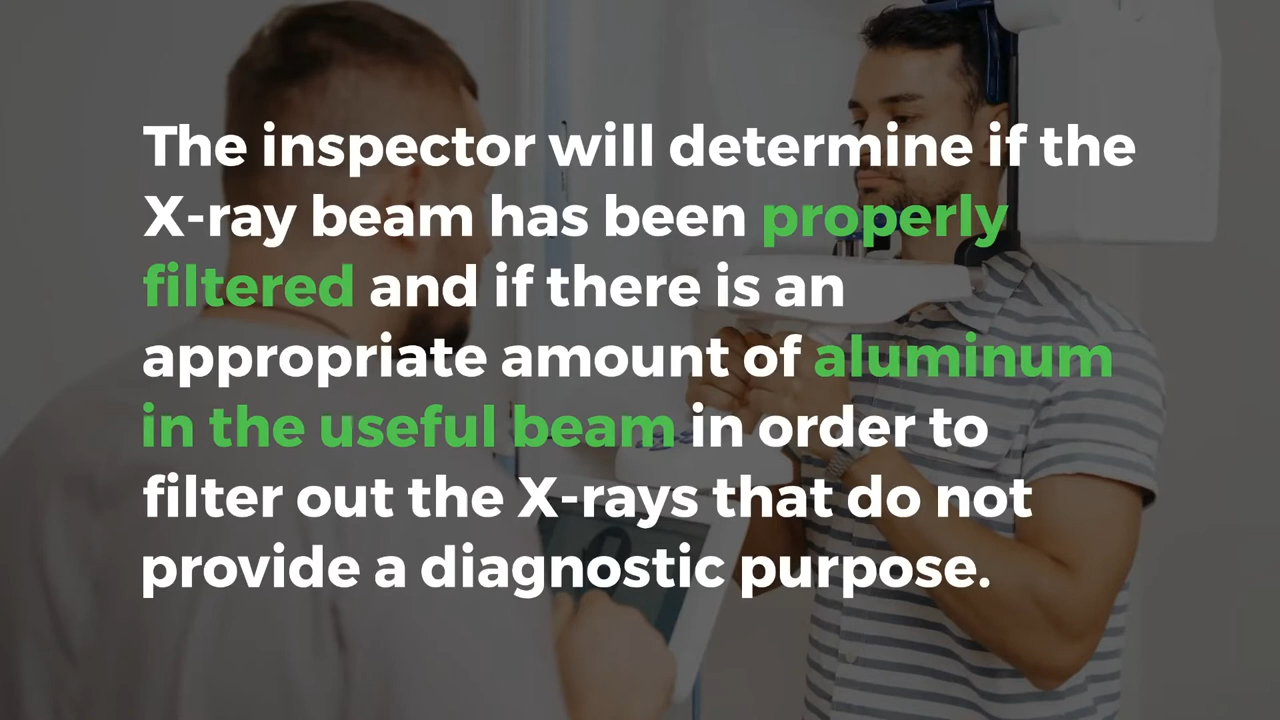 The inspector will determine if the
X-ray beam has been properly
filtered and if there is an
appropriate amount of aluminum
in the useful beam in order to
filter out the X-rays that do not
provide a diagnostic purpose.